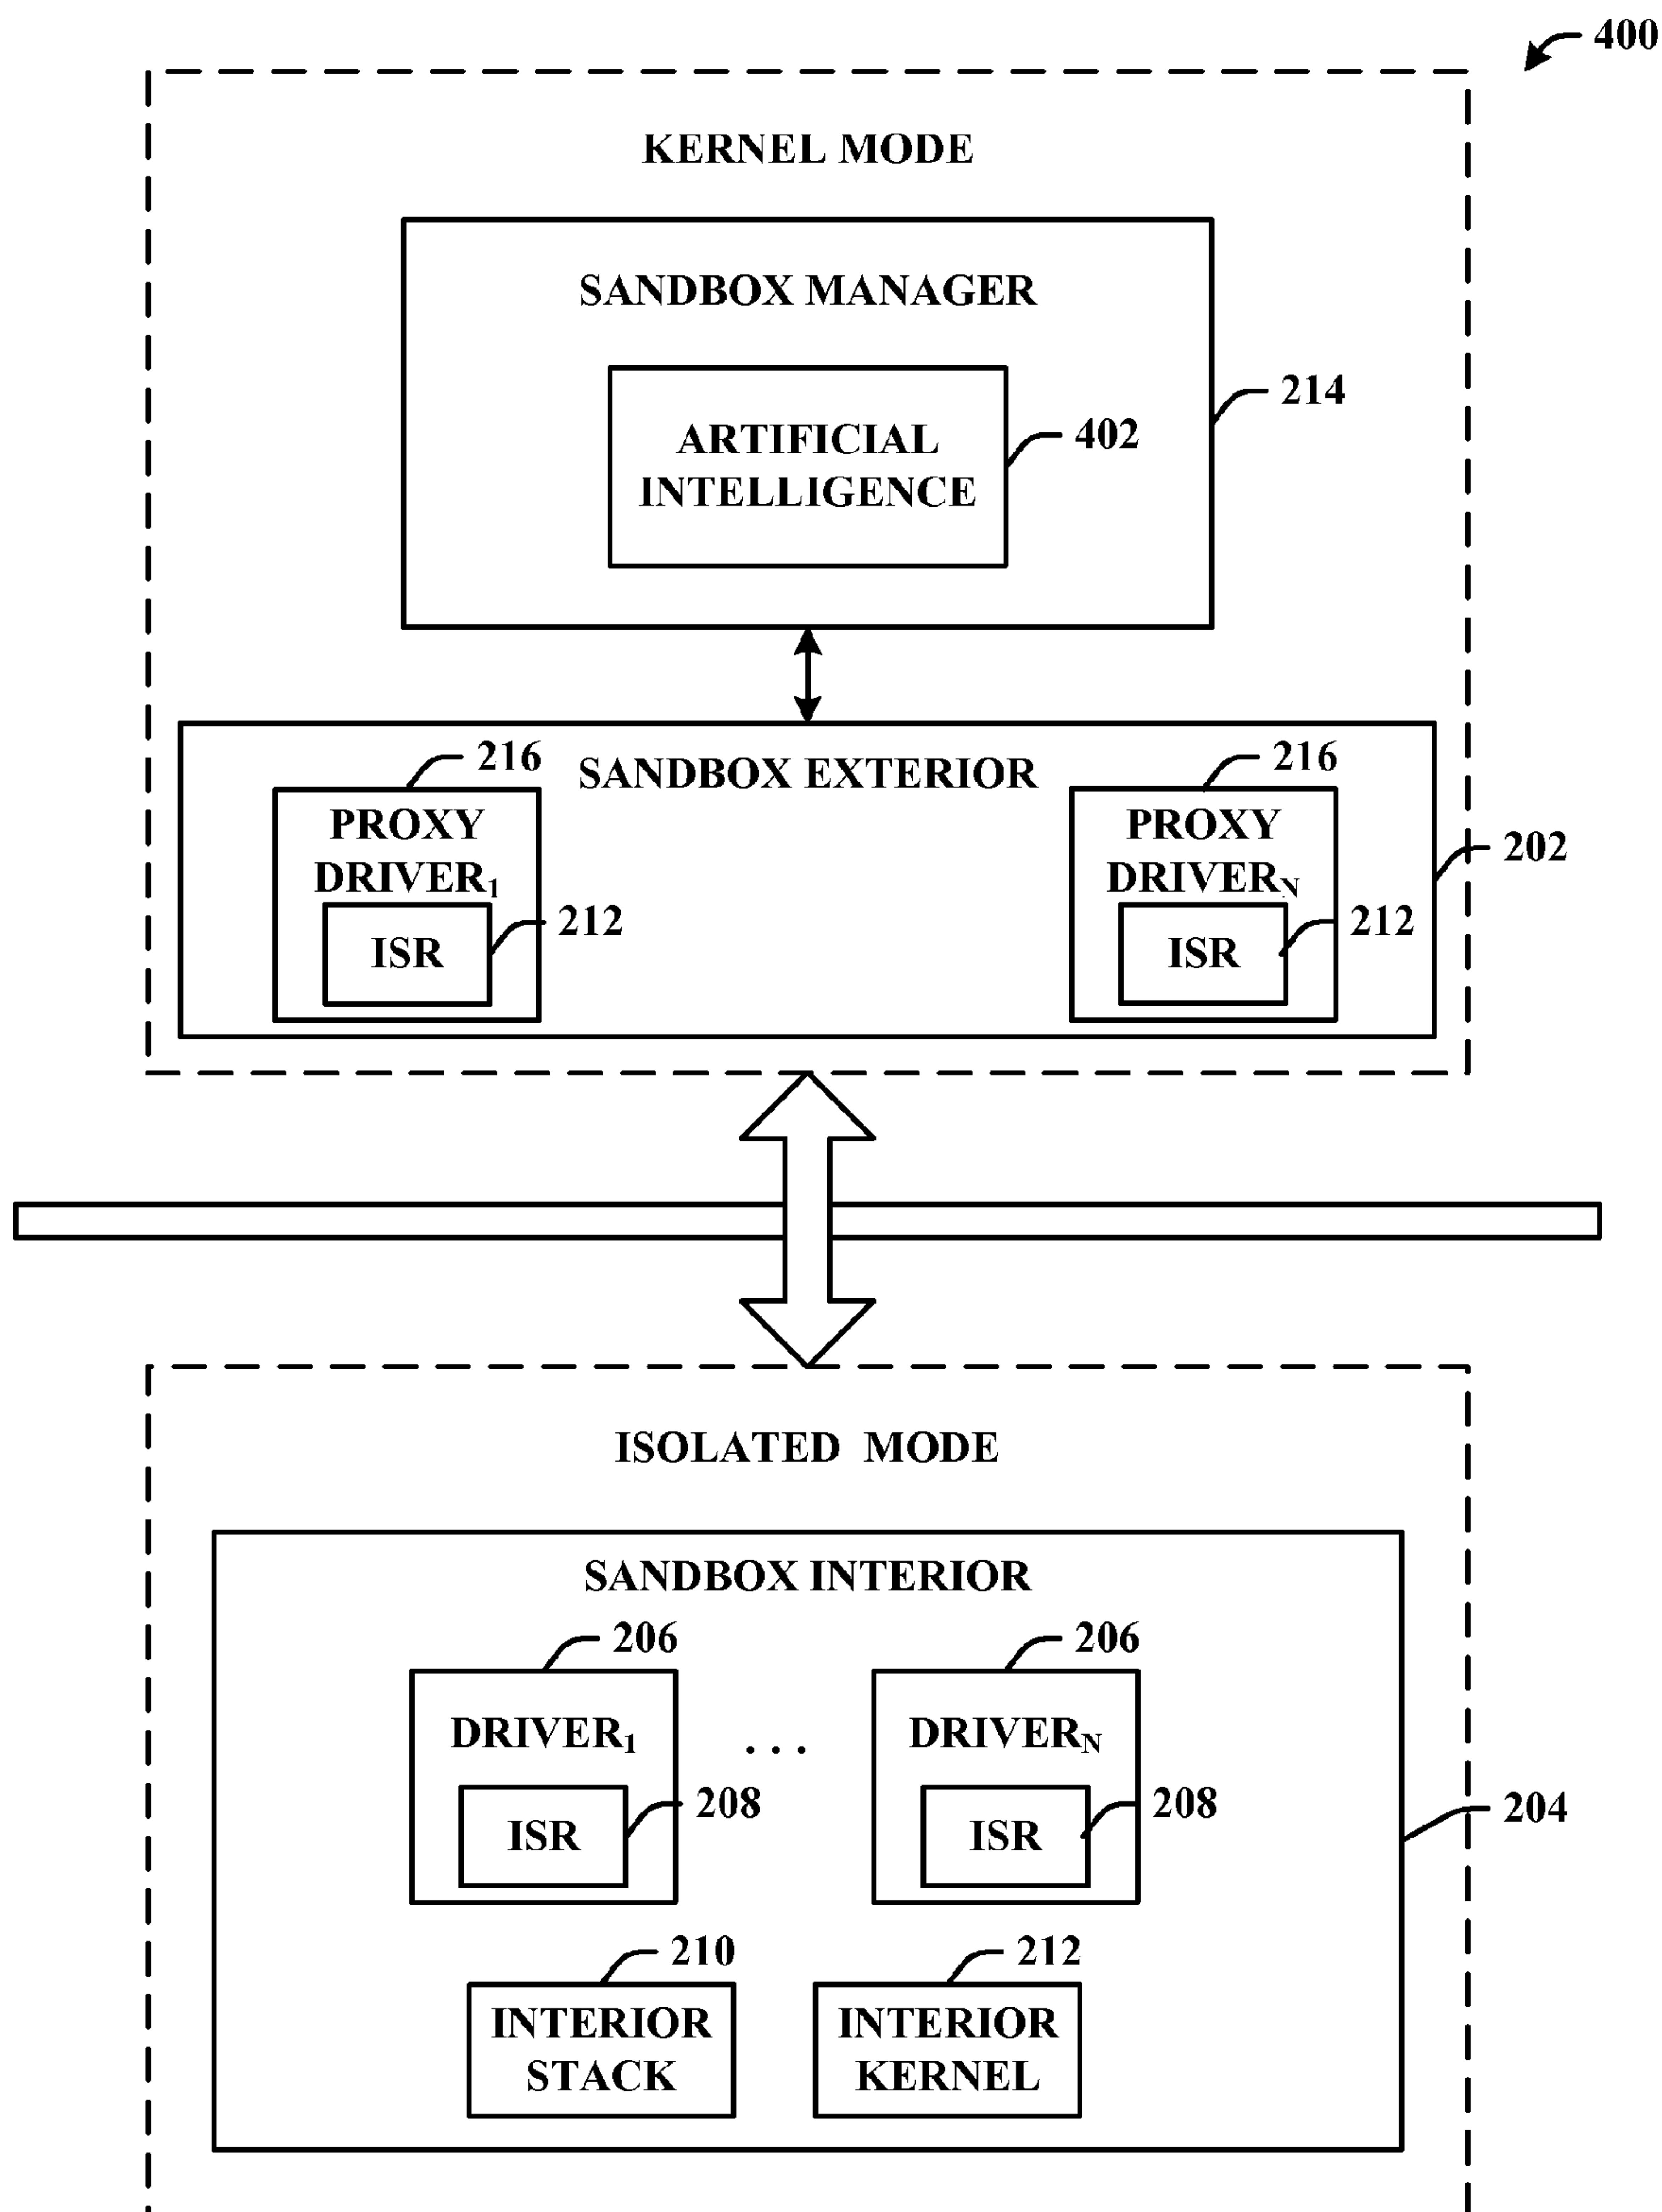 400
KERNEL MODE
SANDBOX MANAGER
214
ARTIFICIAL
INTELLIGENCE
402
216
SANDBOX EXTERIOR
216
PROXY
DRIVER1
PROXY
DRIVERN
202
ISR
212
ISR
212
ISOLATED MODE
SANDBOX INTERIOR
206
206
DRIVER1
. . .
DRIVERN
ISR
208
ISR
208
204
210
212
INTERIOR
STACK
INTERIOR
KERNEL